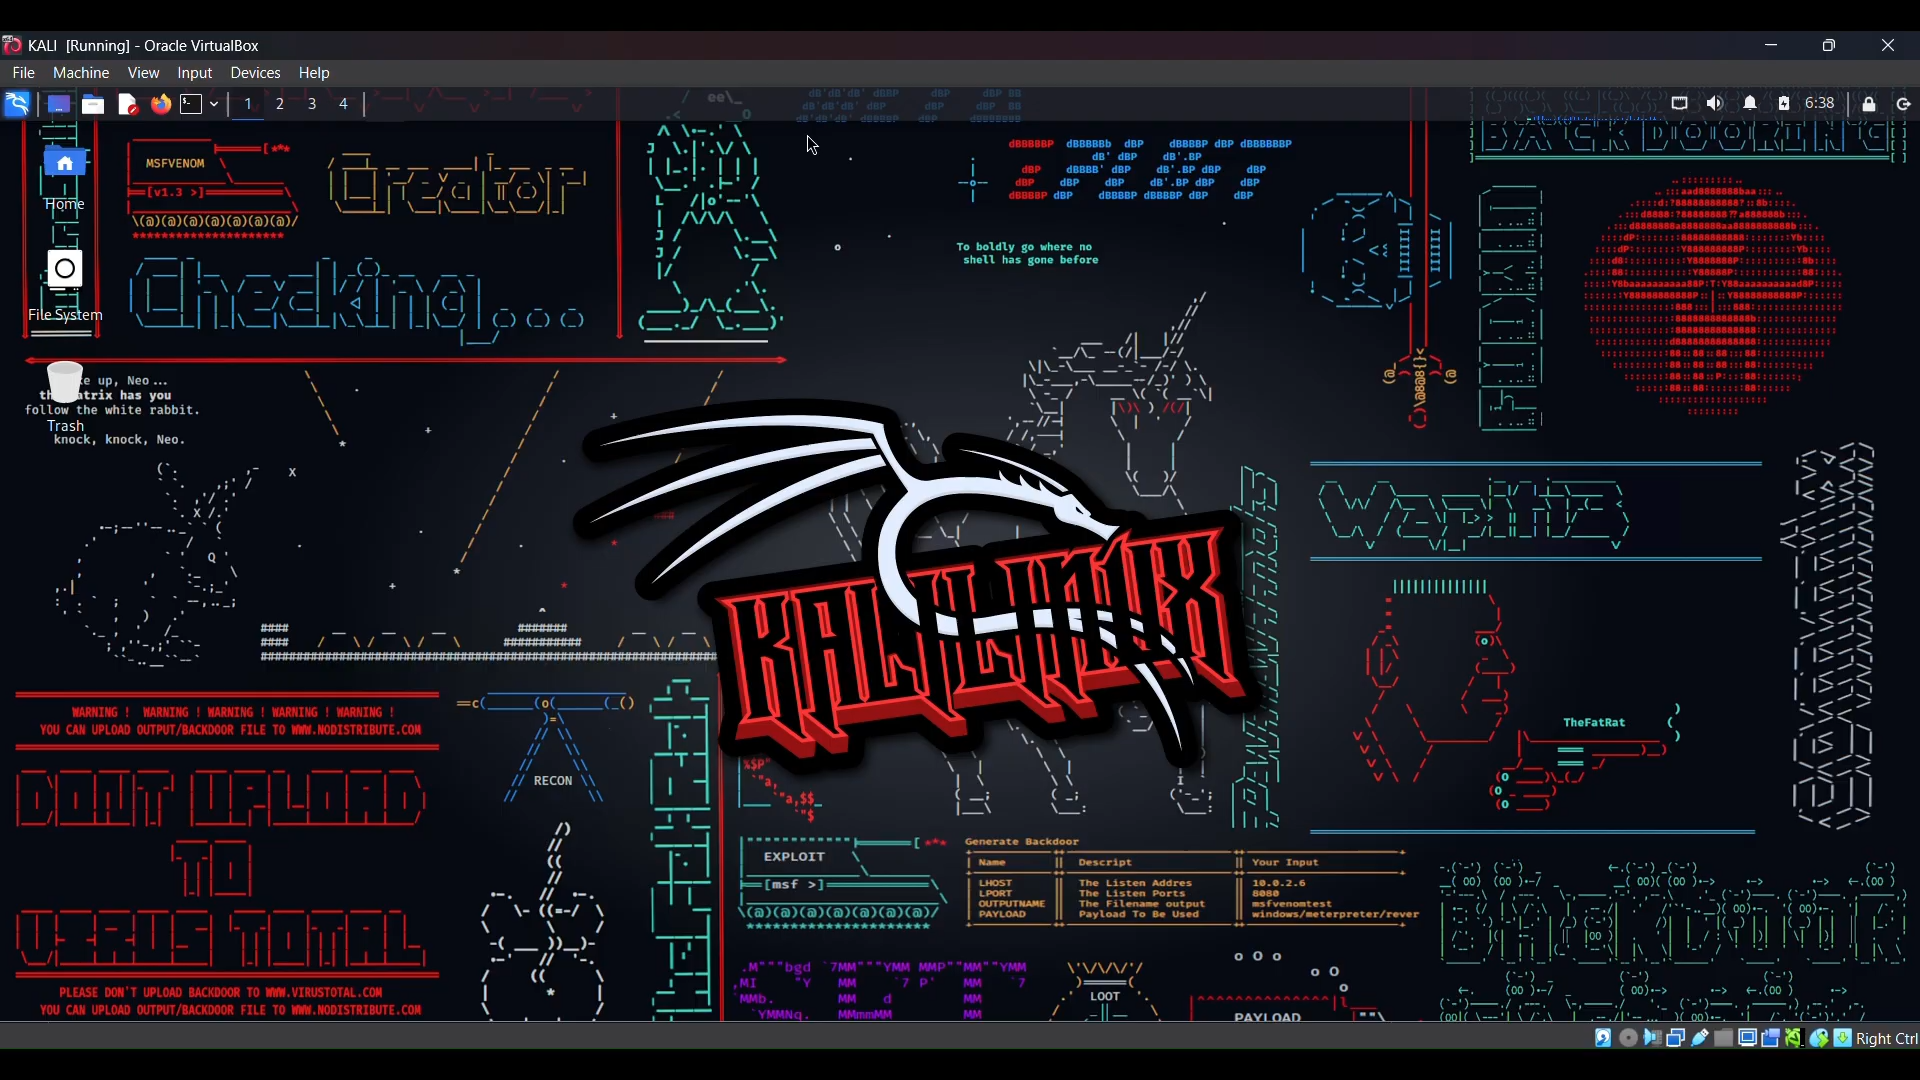 KALI [Running] - Oracle VirtualBox
File Machine View Input Devices Help
1 2 3 4
6:38
MSFVENOM
[v1.3 >]
Creator
Checking...
To boldly go where no
shell has gone before
Home
File System
Trash
up, Neo...
matrix has you
follow the white rabbit.
knock, knock, Neo.
KALI LINUX
WARNING ! WARNING ! WARNING ! WARNING ! WARNING !
YOU CAN UPLOAD OUTPUT/BACKDOOR FILE TO WWW.NODISTRIBUTE.COM
DONT UPLOAD
TO
VIRUS TOTAL
PLEASE DON'T UPLOAD BACKDOOR TO WWW.VIRUSTOTAL.COM
YOU CAN UPLOAD OUTPUT/BACKDOOR FILE TO WWW.NODISTRIBUTE.COM
RECON
TheFatRat
EXPLOIT
[msf >]
Generate Backdoor
Name Descript Your Input
LHOST The Listen Addres 10.0.2.6
LPORT The Listen Ports 8080
OUTPUTNAME The Filename output msfvenomtest
PAYLOAD Payload To Be Used windows/meterpreter/rever
LOOT
PAYLOAD
Right Ctrl